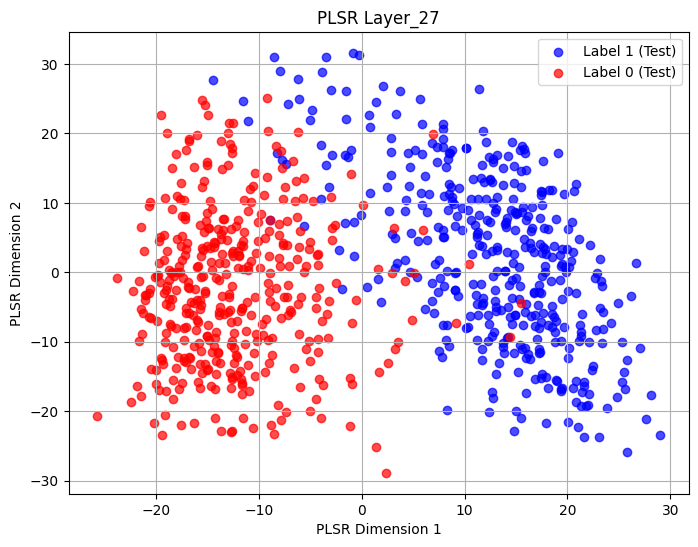 PLSR Layer_27
Label 1 (Test)
Label 0 (Test)
30
20
10
0
−10
−20
−30
PLSR Dimension 2
−20
−10
0
10
20
30
PLSR Dimension 1